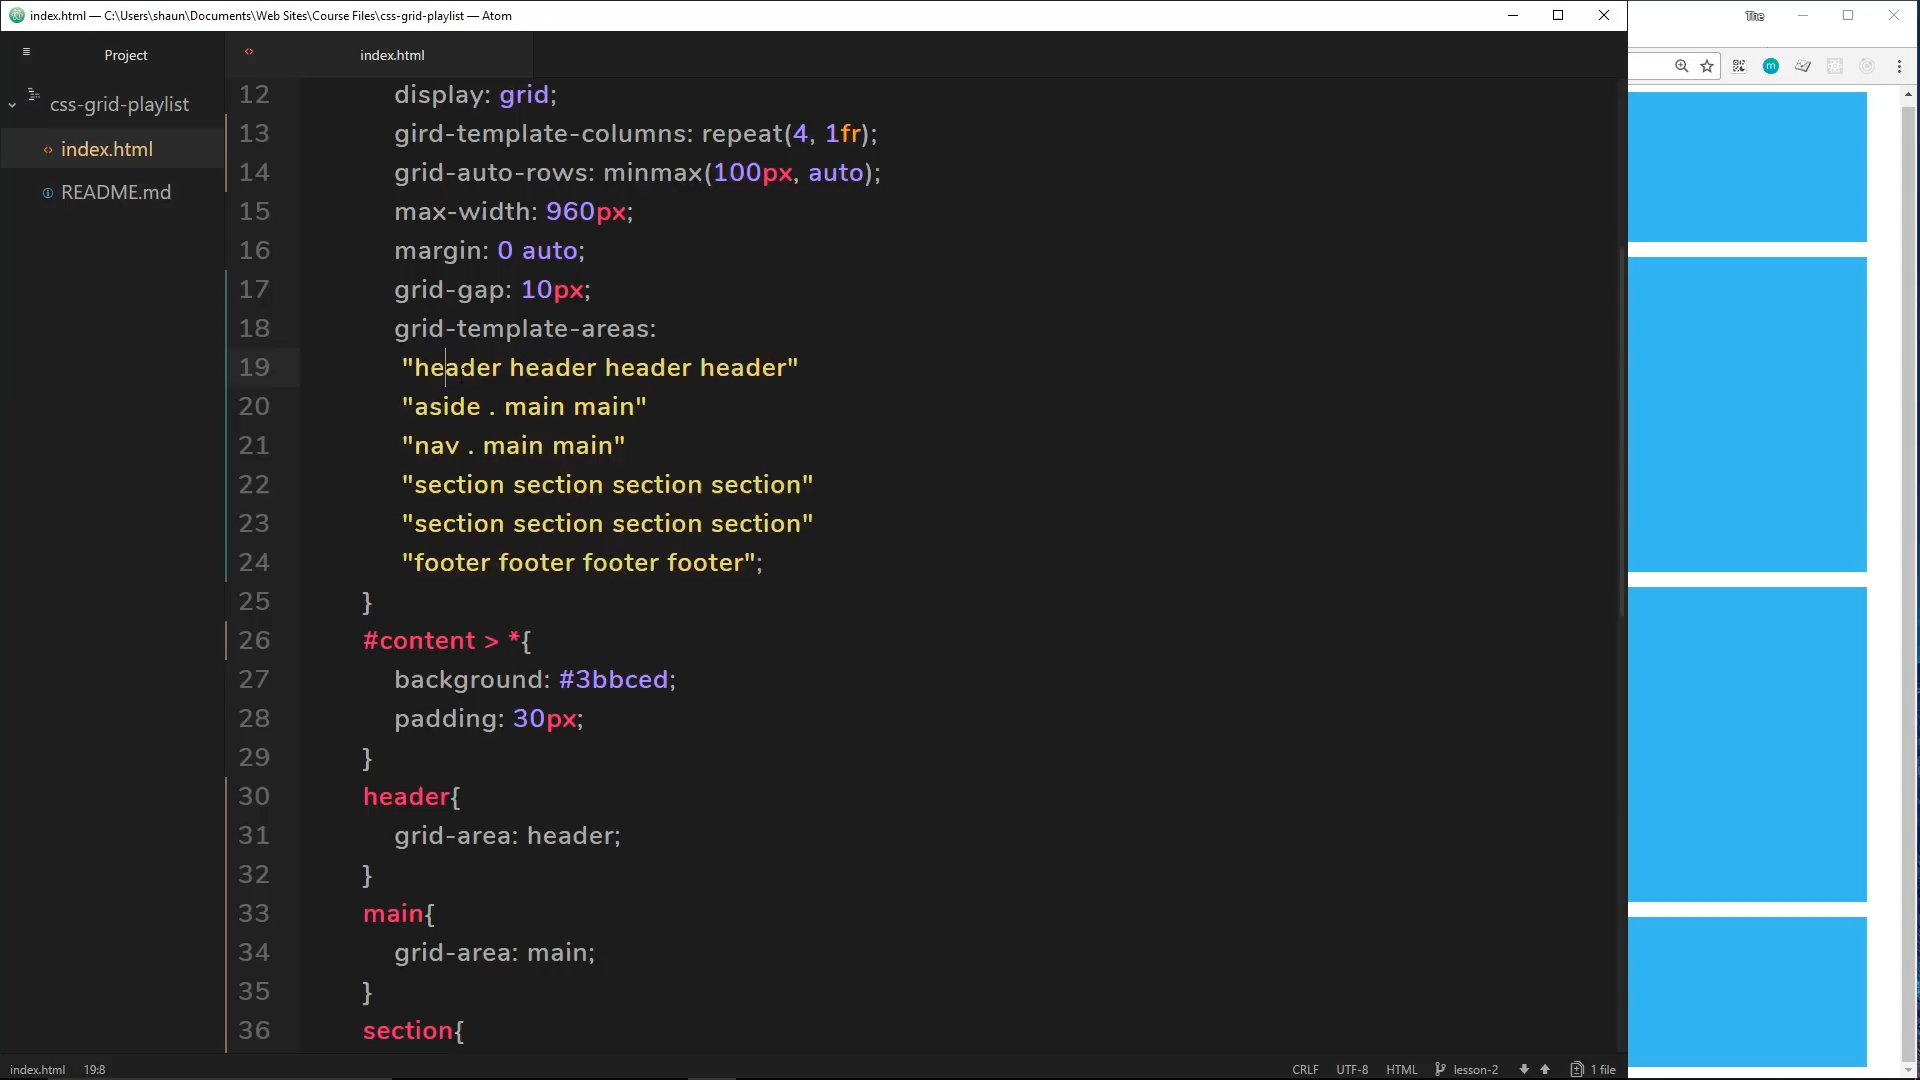 index.html — C:\Users\shaun\Documents\Web Sites\Course Files\css-grid-playlist — Atom
The
Project
index.html
css-grid-playlist
index.html
README.md
m
12 display: grid;
13 gird-template-columns: repeat(4, 1fr);
14 grid-auto-rows: minmax(100px, auto);
15 max-width: 960px;
16 margin: 0 auto;
17 grid-gap: 10px;
18 grid-template-areas:
19 "header header header header"
20 "aside . main main"
21 "nav . main main"
22 "section section section section"
23 "section section section section"
24 "footer footer footer footer";
25 }
26 #content > *{
27 background: #3bbced;
28 padding: 30px;
29 }
30 header{
31 grid-area: header;
32 }
33 main{
34 grid-area: main;
35 }
36 section{
index.html 19:8 CRLF UTF-8 HTML lesson-2 1 file